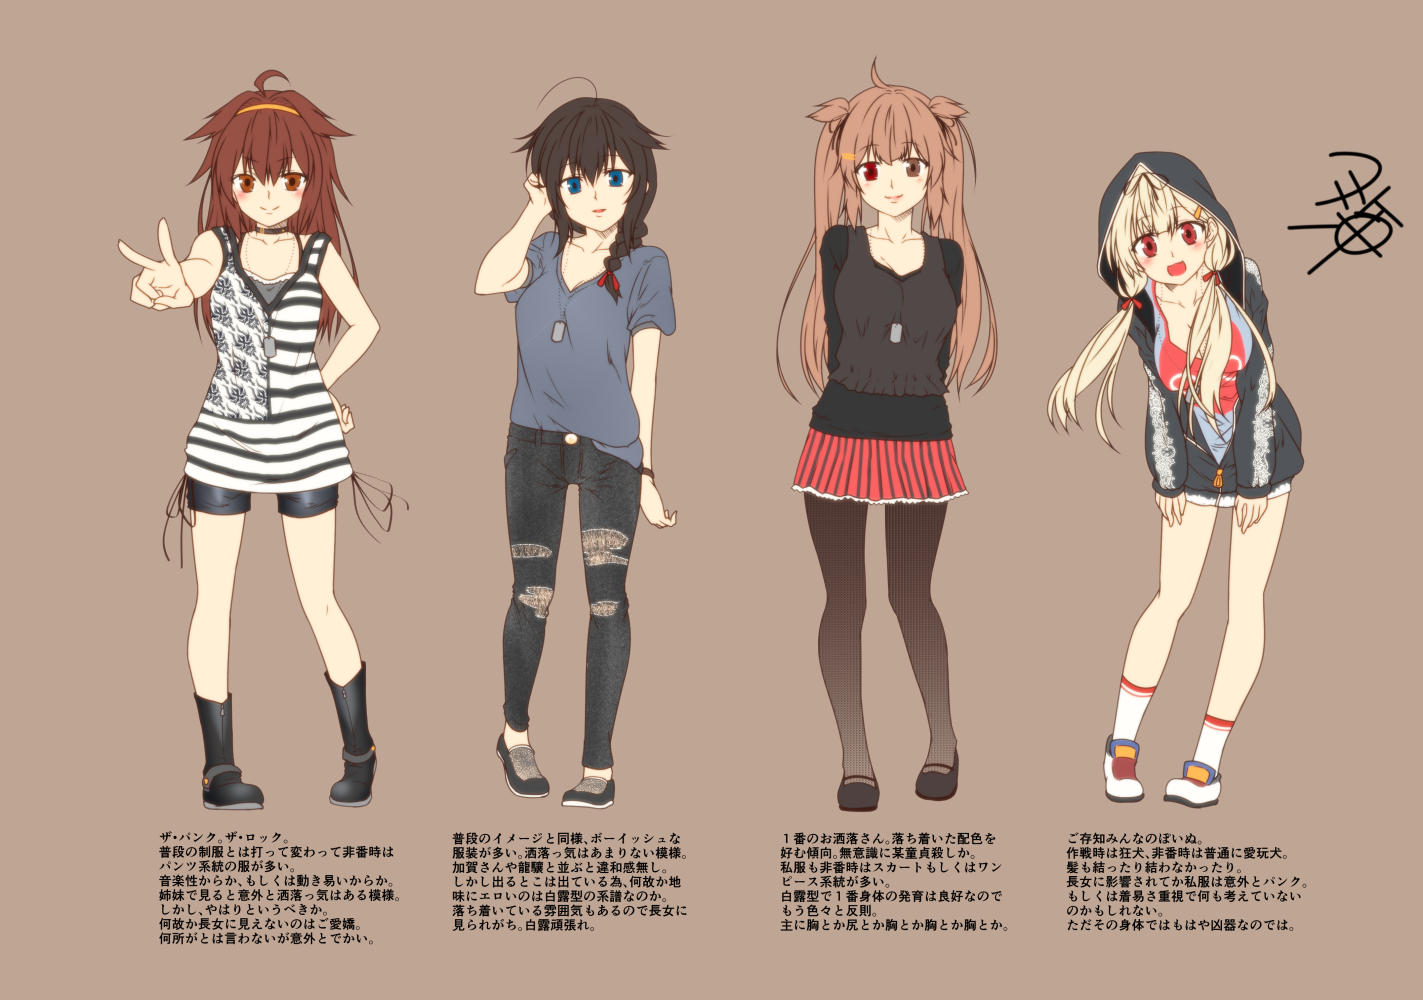 ザ・パンク。ザ・ロック。
普段の制服とは打って変わって非番時は
パンツ系統の服が多い。
音楽性からか、もしくは動き易いからか。
姉妹で見ると意外と洒落っ気はある模様。
しかし、やはりというべきか。
何故か長女に見えないのはご愛嬌。
何所がとは言わないが意外とでかい。
普段のイメージと同様、ボーイッシュな
服装が多い。洒落っ気はあまりない模様。
加賀さんや龍驤と並ぶと違和感無し。
しかし出るとこは出ている為、何故か地
味にエロいのは白露型の系譜なのか。
落ち着いている雰囲気もあるので長女に
見られがち。白露頑張れ。
１番のお洒落さん。落ち着いた配色を
好む傾向。無意識に某童貞殺しか。
私服も非番時はスカートもしくはワン
ピース系統が多い。
白露型で１番身体の発育は良好なので
もう色々と反則。
主に胸とか尻とか胸とか胸とか胸とか。
ご存知みんなのぽいぬ。
作戦時は狂犬、非番時は普通に愛玩犬。
髪も結ったり結わなかったり。
長女に影響されてか私服は意外とパンク。
もしくは着易さ重視で何も考えていない
のかもしれない。
ただその身体ではもはや凶器なのでは。